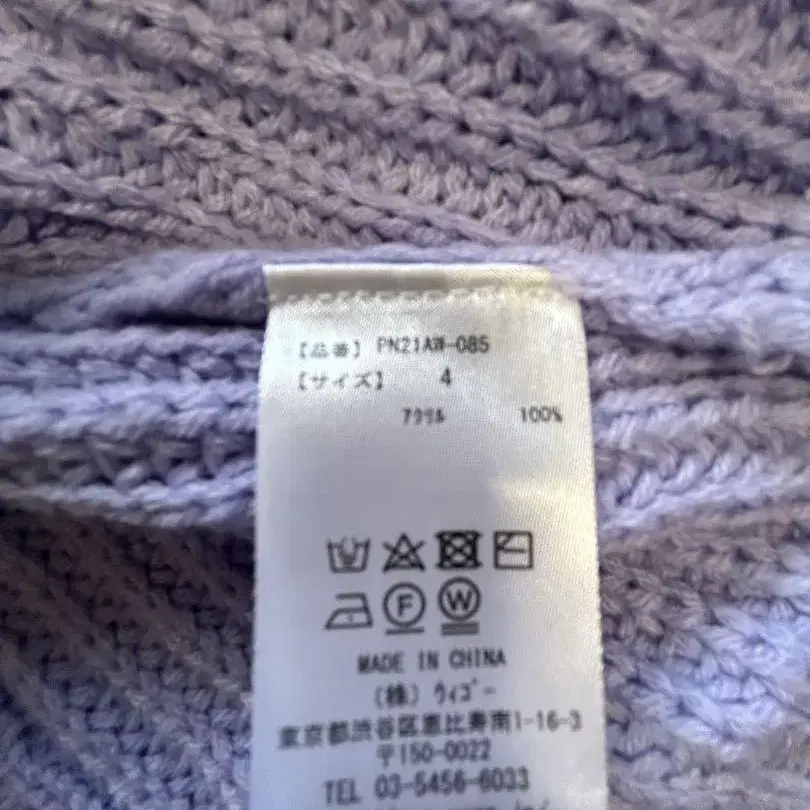 【品番】 PN21AW-085
【サイズ】 4
アクリル 100%
F W
MADE IN CHINA
(株) ウィゴー
東京都渋谷区恵比寿南1-16-3
〒150-0022
TEL 03-5456-6033